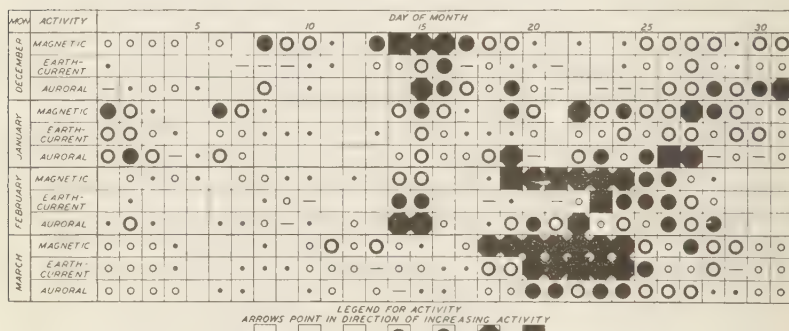 MON. ACTIVITY DAY OF MONTH
5 10 15 20 25 30
DECEMBER
MAGNETIC
EARTH-
CURRENT
AURORAL
JANUARY
MAGNETIC
EARTH-
CURRENT
AURORAL
FEBRUARY
MAGNETIC
EARTH-
CURRENT
AURORAL
MARCH
MAGNETIC
EARTH-
CURRENT
AURORAL
LEGEND FOR ACTIVITY
ARROWS POINT IN DIRECTION OF INCREASING ACTIVITY